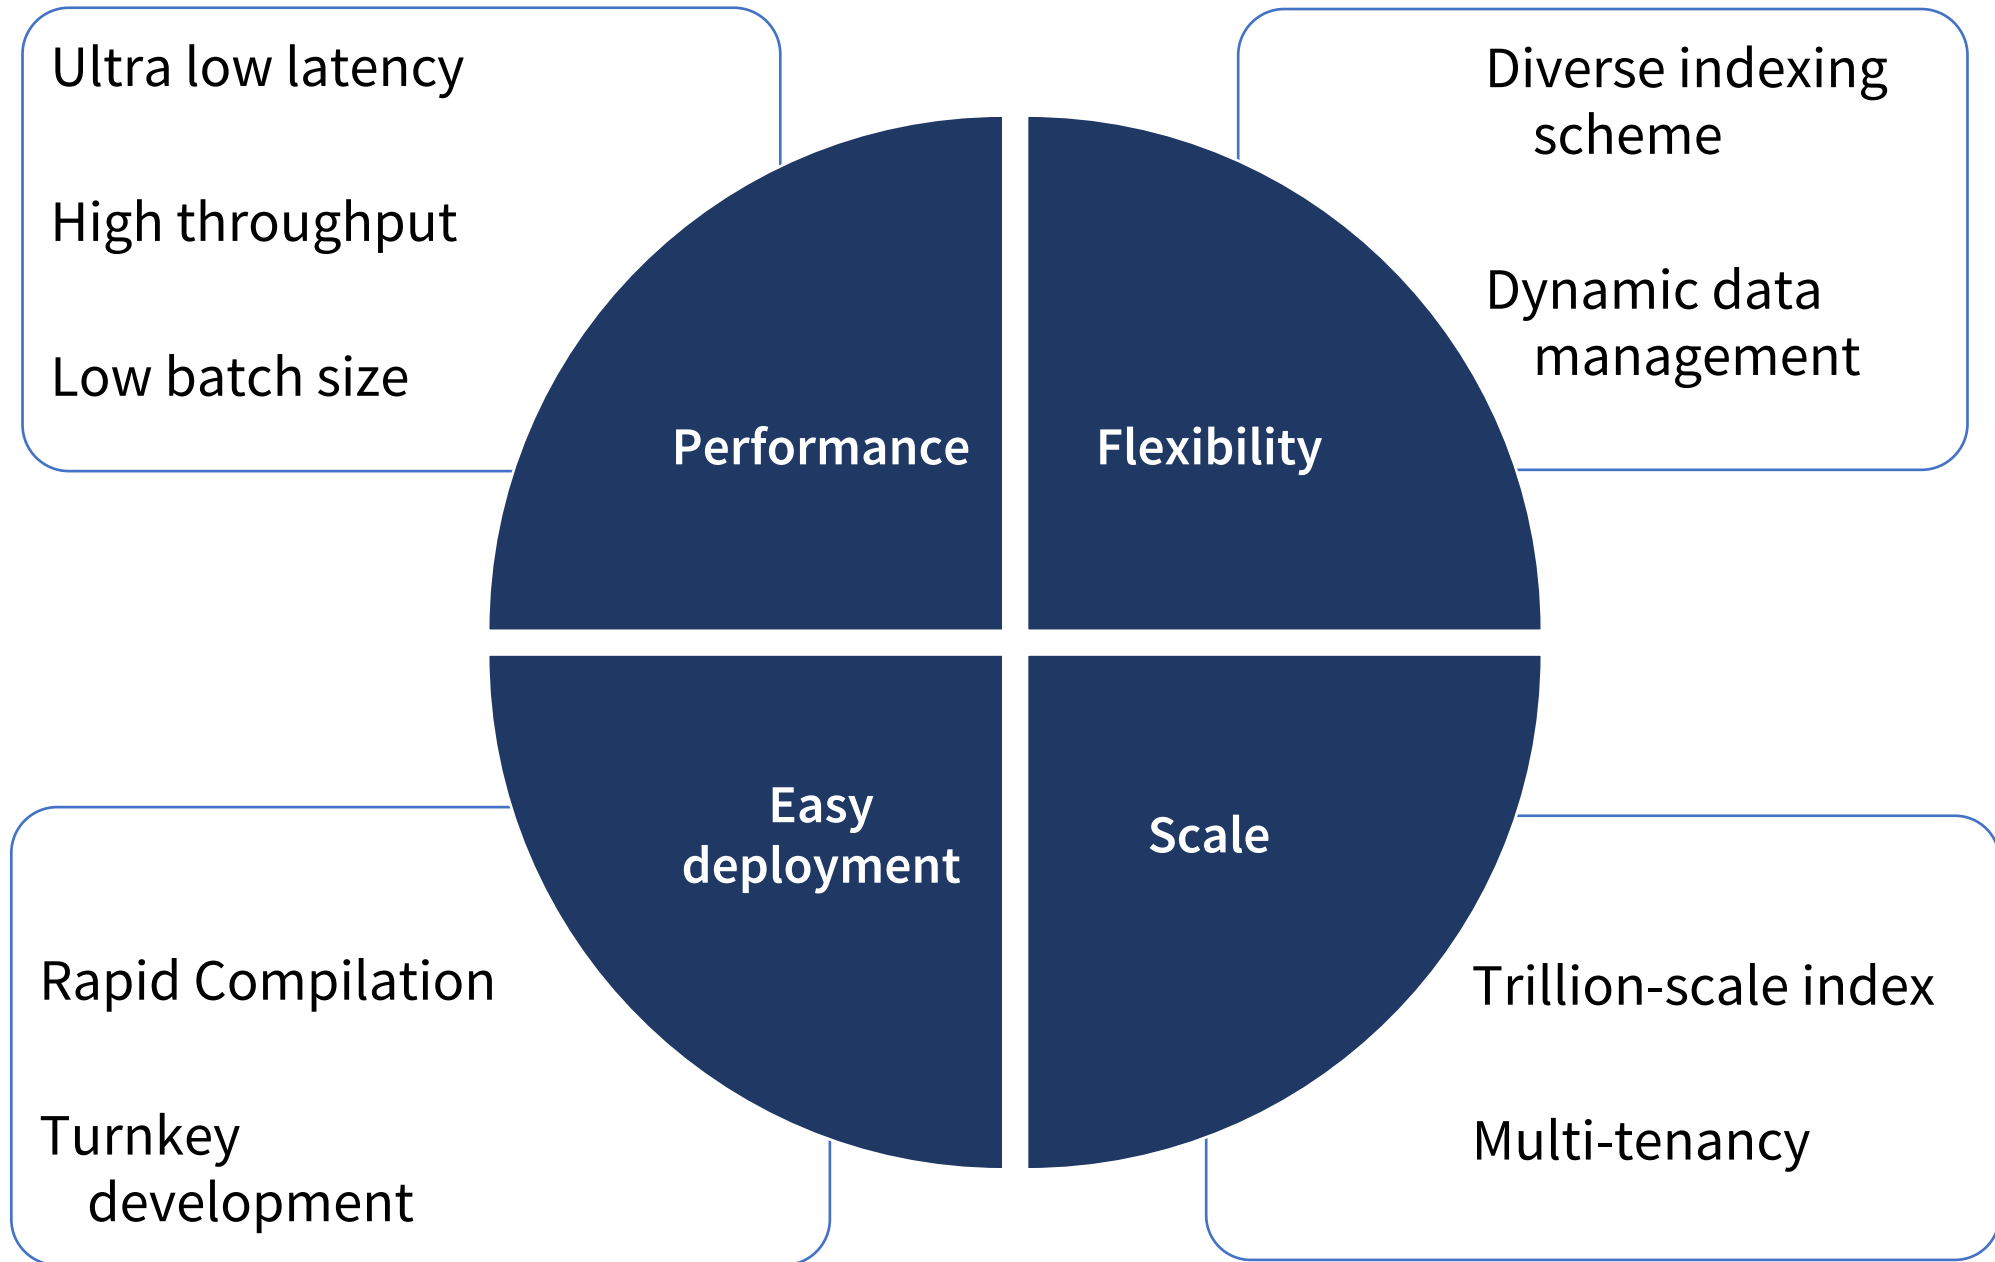 Ultra low latency
High throughput
Low batch size
Performance
Diverse indexing
scheme
Dynamic data
management
Flexibility
Easy
deployment
Rapid Compilation
Turnkey
development
Scale
Trillion-scale index
Multi-tenancy